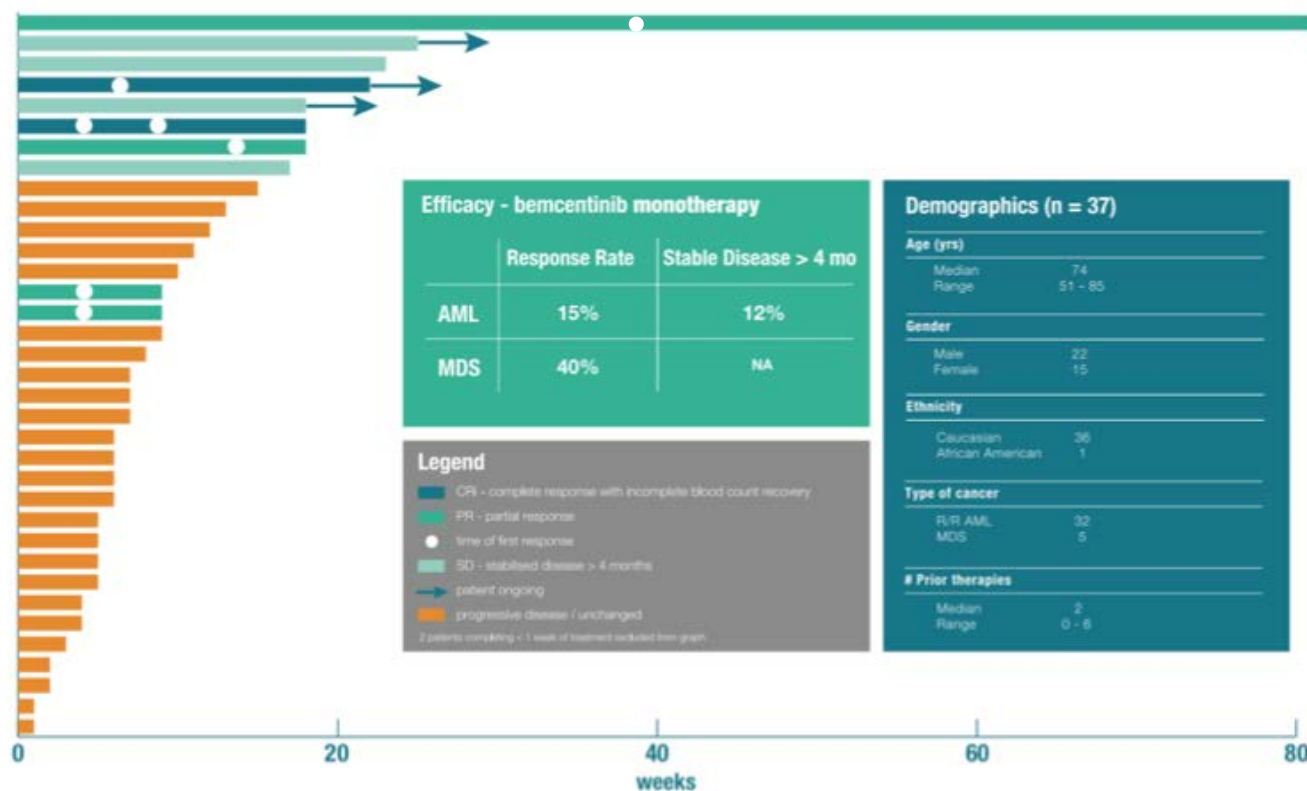 Efficacy - bemcentinib monotherapy
Response Rate Stable Disease > 4 mo
AML 15% 12%
MDS 40% NA
Legend
CRi - complete response with incomplete blood count recovery
PR - partial response
time of first response
SD - stabilised disease > 4 months
patient ongoing
progressive disease / unchanged
2 patients completing < 1 week of treatment excluded from graph
Demographics (n = 37)
Age (yrs)
Median 74
Range 51 - 85
Gender
Male 22
Female 15
Ethnicity
Caucasian 36
African American 1
Type of cancer
R/R AML 32
MDS 5
# Prior therapies
Median 2
Range 0 - 6
0 20 40 60 80
weeks